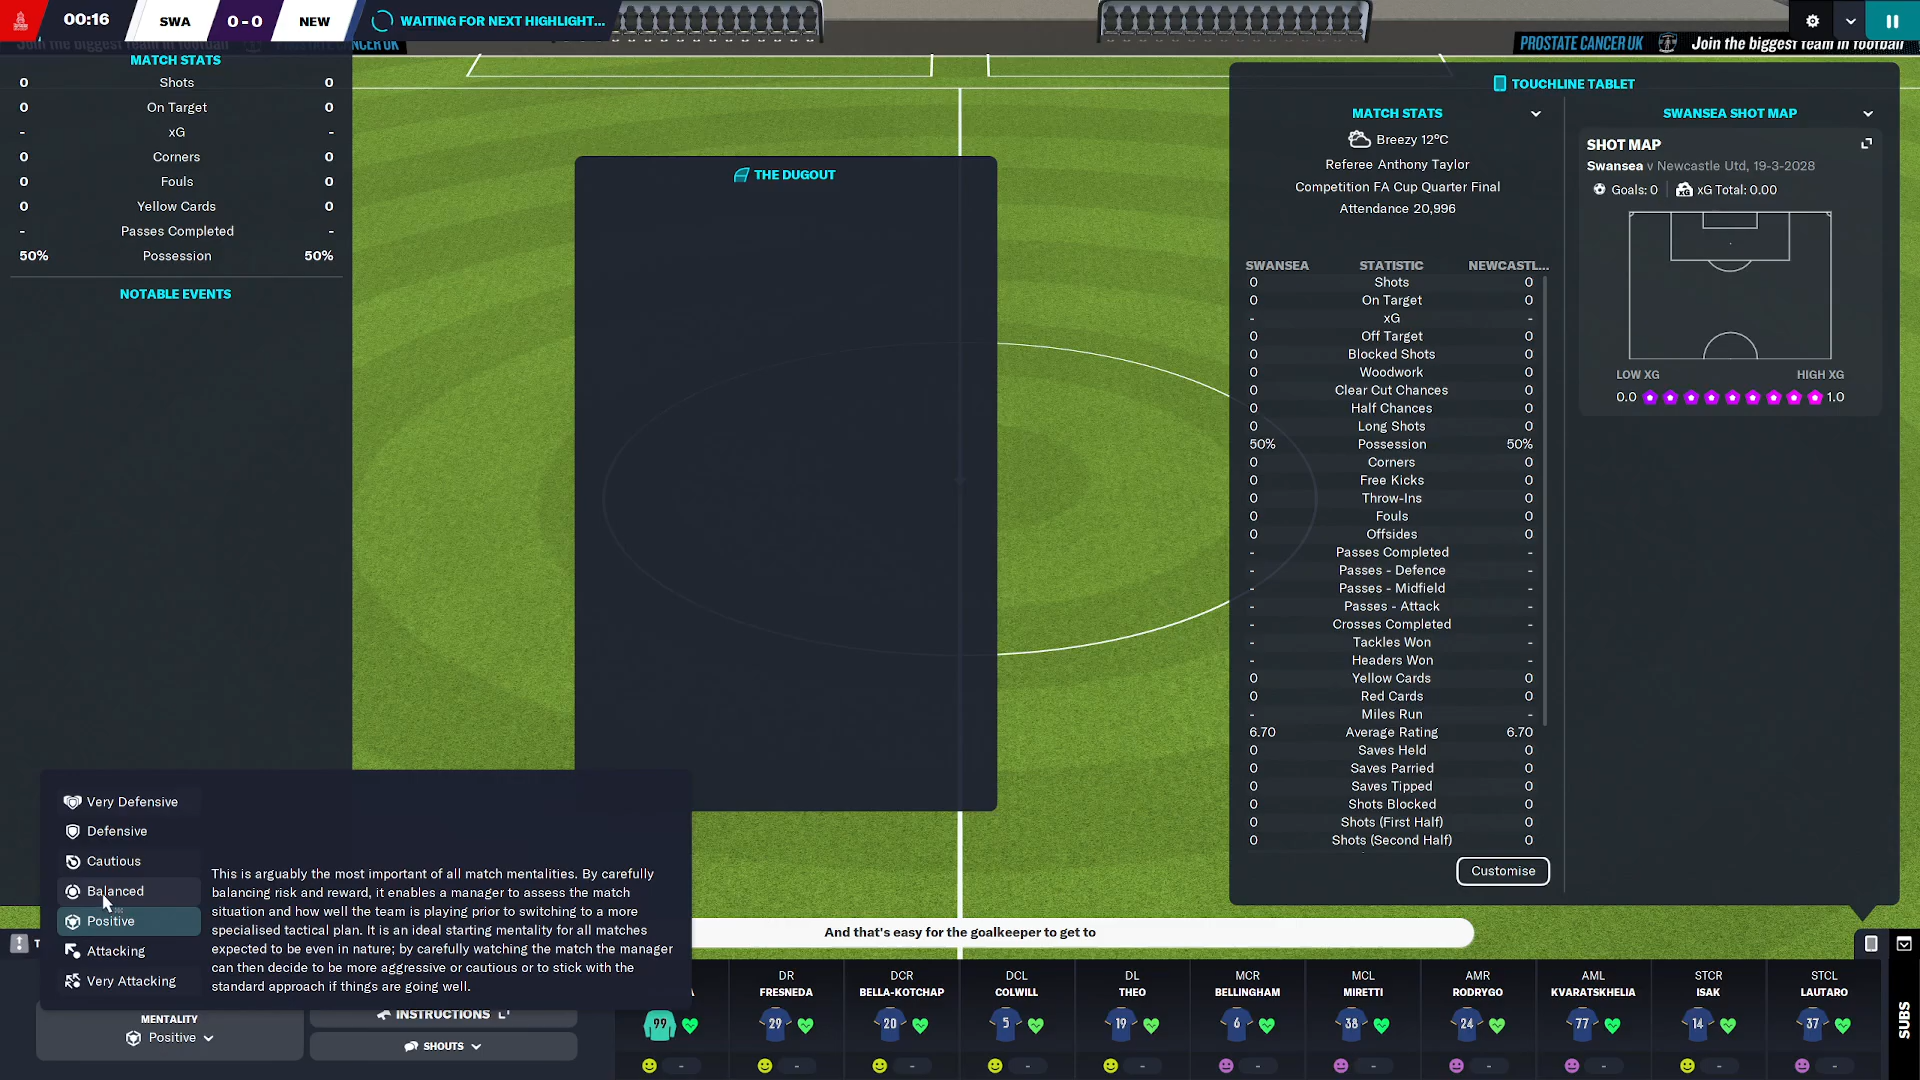 00:16 SWA 0 - 0 NEW WAITING FOR NEXT HIGHLIGHT...
PROSTATE CANCER UK Join the biggest team in football
MATCH STATS
0 Shots 0
0 On Target 0
- xG -
0 Corners 0
0 Fouls 0
0 Yellow Cards 0
- Passes Completed -
50% Possession 50%
NOTABLE EVENTS
THE DUGOUT
TOUCHLINE TABLET
MATCH STATS
Breezy 12°C
Referee Anthony Taylor
Competition FA Cup Quarter Final
Attendance 20,996
SWANSEA STATISTIC NEWCASTL...
0 Shots 0
0 On Target 0
- xG -
0 Off Target 0
0 Blocked Shots 0
0 Woodwork 0
0 Clear Cut Chances 0
0 Half Chances 0
0 Long Shots 0
50% Possession 50%
0 Corners 0
0 Free Kicks 0
0 Throw-Ins 0
0 Fouls 0
0 Offsides 0
- Passes Completed -
- Passes - Defence -
- Passes - Midfield -
- Passes - Attack -
- Crosses Completed -
- Tackles Won -
- Headers Won -
0 Yellow Cards 0
0 Red Cards 0
- Miles Run -
6.70 Average Rating 6.70
0 Saves Held 0
0 Saves Parried 0
0 Saves Tipped 0
0 Shots Blocked 0
0 Shots (First Half) 0
0 Shots (Second Half) 0
Customise
SWANSEA SHOT MAP
SHOT MAP
Swansea v Newcastle Utd, 19-3-2028
Goals: 0 xG Total: 0.00
LOW XG HIGH XG
0.0 1.0
Very Defensive
Defensive
Cautious
Balanced
Positive
Attacking
Very Attacking
This is arguably the most important of all match mentalities. By carefully
balancing risk and reward, it enables a manager to assess the match
situation and how well the team is playing prior to switching to a more
specialised tactical plan. It is an ideal starting mentality for all matches
expected to be even in nature; by carefully watching the match the manager
can then decide to be more aggressive or cautious or to stick with the
standard approach if things are going well.
And that's easy for the goalkeeper to get to
MENTALITY
Positive
INSTRUCTIONS
SHOUTS
99
DR
FRESNEDA
29
DCR
BELLA-KOTCHAP
20
DCL
COLWILL
5
DL
THEO
19
MCR
BELLINGHAM
6
MCL
MIRETTI
38
AMR
RODRYGO
24
AML
KVARATSKHELIA
77
STCR
ISAK
14
STCL
LAUTARO
37
SUBS